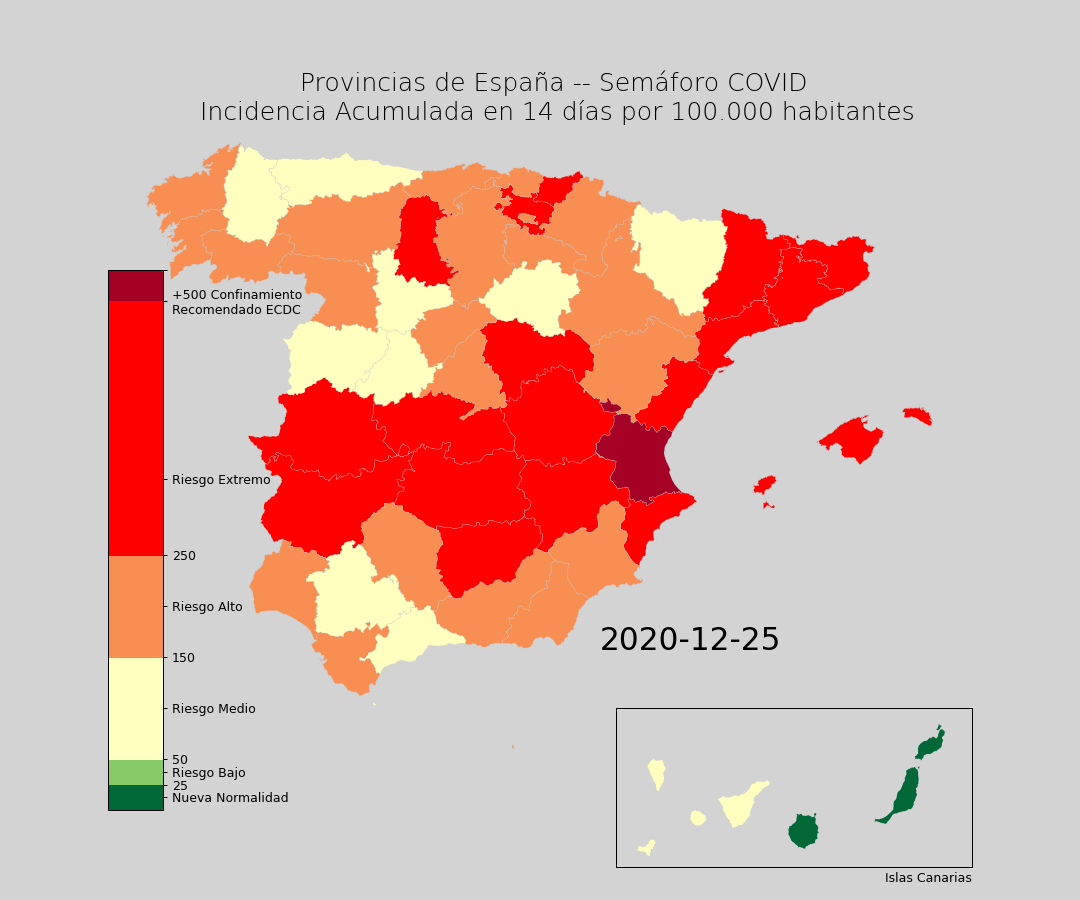 Provincias de España -- Semáforo COVID
Incidencia Acumulada en 14 días por 100.000 habitantes
+500 Confinamiento
Recomendado ECDC
Riesgo Extremo
250
Riesgo Alto
150
Riesgo Medio
50
Riesgo Bajo
25
Nueva Normalidad
2020-12-25
Islas Canarias